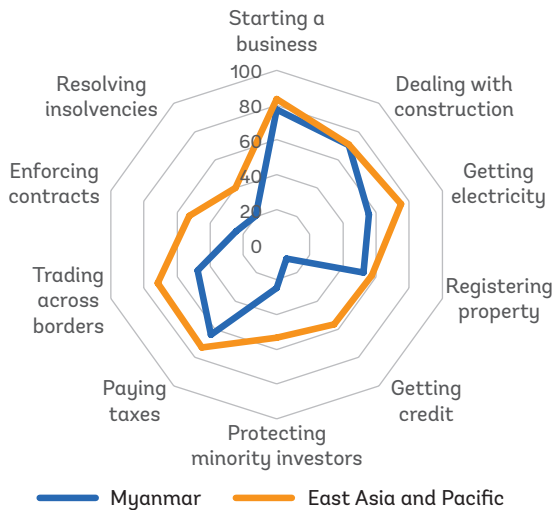 Starting a
business
Dealing with
construction
Getting
electricity
Registering
property
Getting
credit
Protecting
minority investors
Paying
taxes
Trading
across
borders
Enforcing
contracts
Resolving
insolvencies
100
80
60
40
20
0
Myanmar
East Asia and Pacific